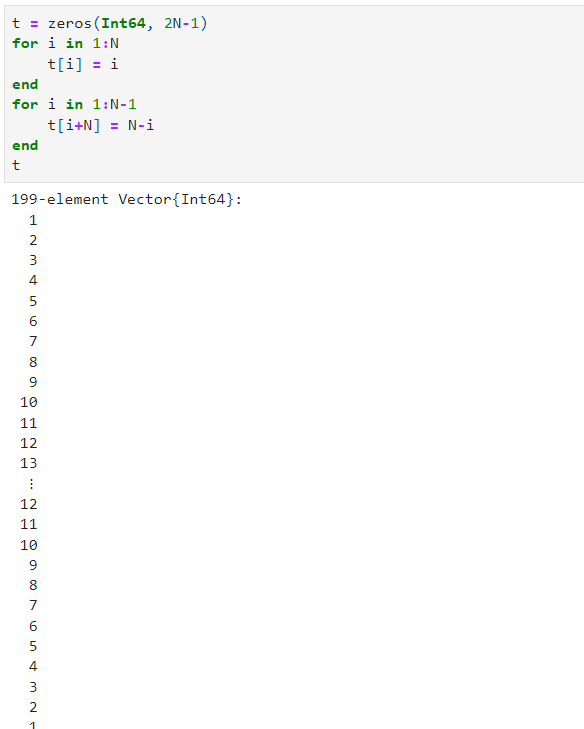 t = zeros(Int64, 2N-1)
for i in 1:N
    t[i] = i
end
for i in 1:N-1
    t[i+N] = N-i
end
t
199-element Vector{Int64}:
   1
   2
   3
   4
   5
   6
   7
   8
   9
  10
  11
  12
  13
   ⋮
  12
  11
  10
   9
   8
   7
   6
   5
   4
   3
   2
   1